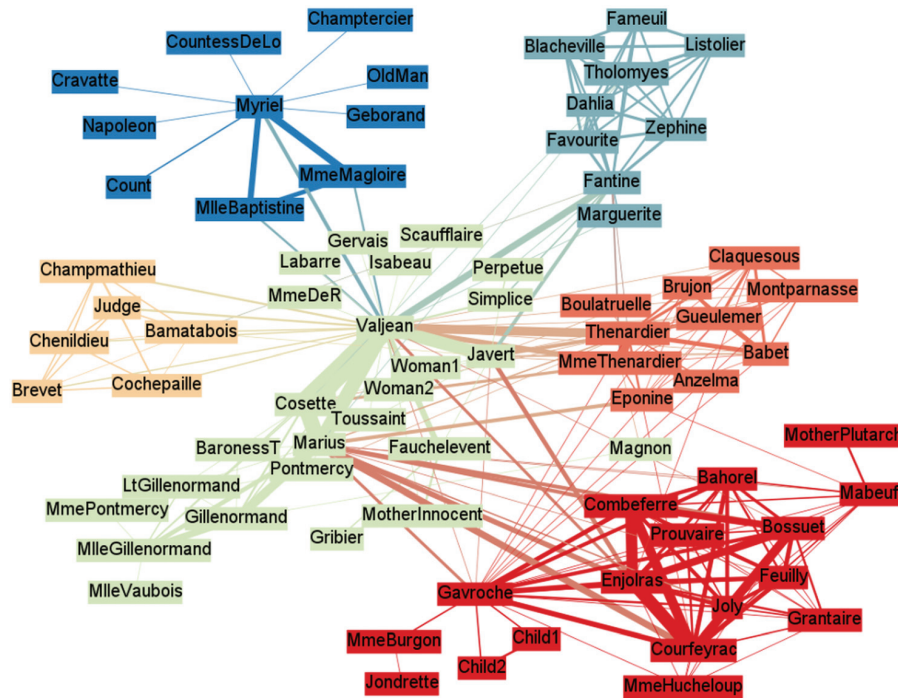 Champtercier
Fameuil
CountessDeLo
Blacheville
Listolier
Tholomyes
Cravatte
OldMan
Myriel
Dahlia
Geborand
Napoleon
Zephine
Favourite
MmeMagloire
Count
Fantine
MlleBaptistine
Marguerite
Scaufflaire
Gervais
Labarre
Isabeau
Claquesous
Champmathieu
Perpetue
Brujon
Montparnasse
MmeDeR
Simplice
Boulatruelle
Judge
Gueulemer
Bamatabois
Valjean
Thenardier
Chenildieu
Javert
Babet
MmeThenardier
Woman1
Anzelma
Brevet
Cochepaille
Woman2
Eponine
Cosette
Toussaint
MotherPlutarch
Marius
BaronessT
Fauchelevent
Magnon
Pontmercy
Bahorel
LtGillenormand
Mabeuf
Combeferre
MmePontmercy
Gillenormand
MotherInnocent
Bossuet
Prouvaire
Gribier
MlleGillenormand
Feuilly
Enjolras
MlleVaubois
Gavroche
Joly
Grantaire
Child1
MmeBurgon
Courfeyrac
Child2
Jondrette
MmeHucheloup